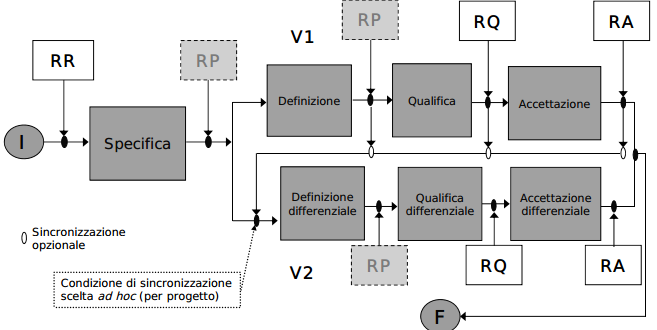 RP
V1
RQ
RA
RR
RP
Definizione
Qualifica
Accettazione
I
Specifica
Definizione
differenziale
Qualifica
differenziale
Accettazione
differenziale
Sincronizzazione
opzionale
Condizione di sincronizzazione
scelta ad hoc (per progetto)
V2
RP
RQ
RA
F